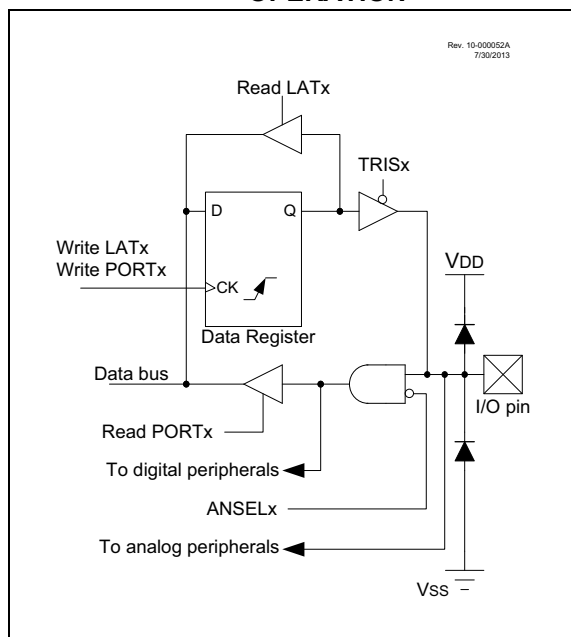 OPERATION
Rev. 10-000052A
7/30/2013
Read LATx
TRISx
D Q
Write LATx
Write PORTx
CK
VDD
Data Register
Data bus
I/O pin
Read PORTx
To digital peripherals
ANSELx
To analog peripherals
VSS